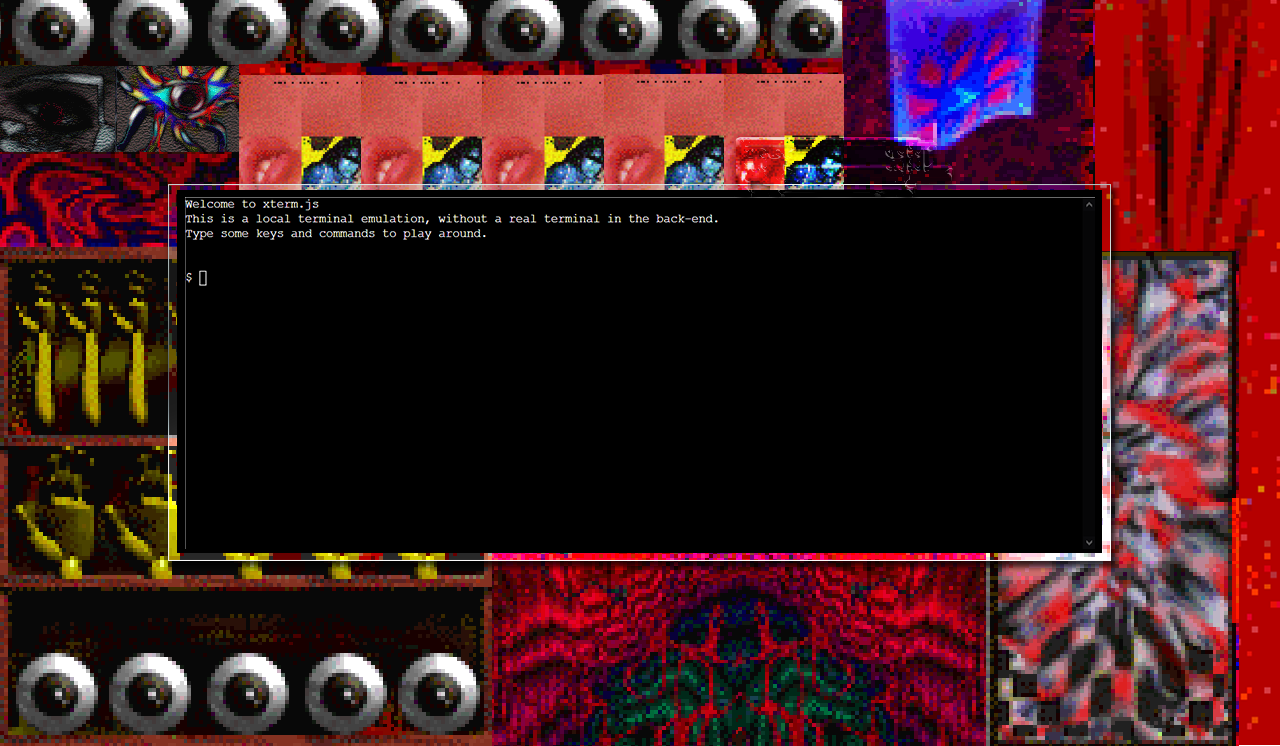 Welcome to xterm.js
This is a local terminal emulation, without a real terminal in the back-end.
Type some keys and commands to play around.
$